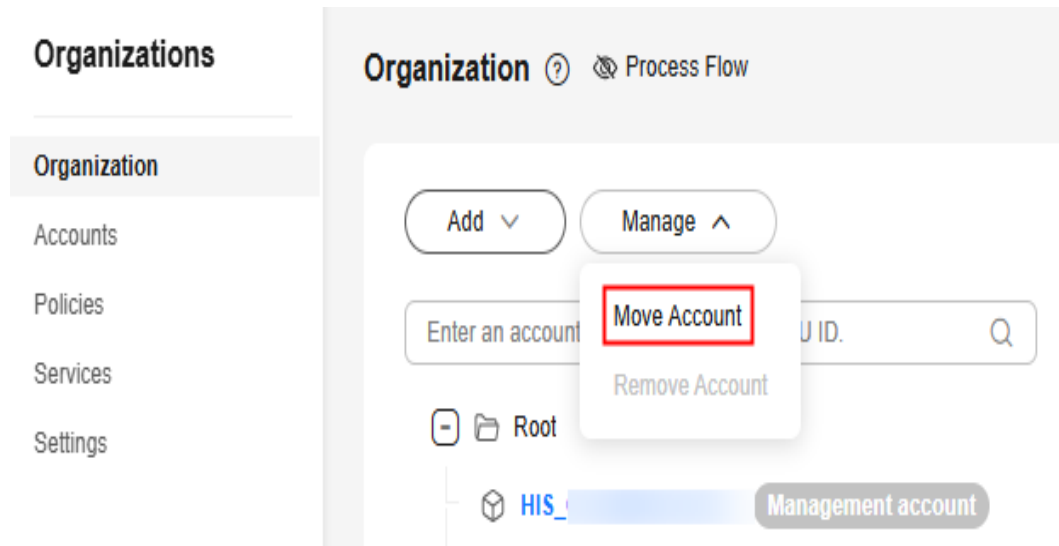 Organizations
Organization
Accounts
Policies
Services
Settings
Organization ? Process Flow
Add
Manage
Move Account
Remove Account
Enter an account U ID.
Root
HIS_
Management account